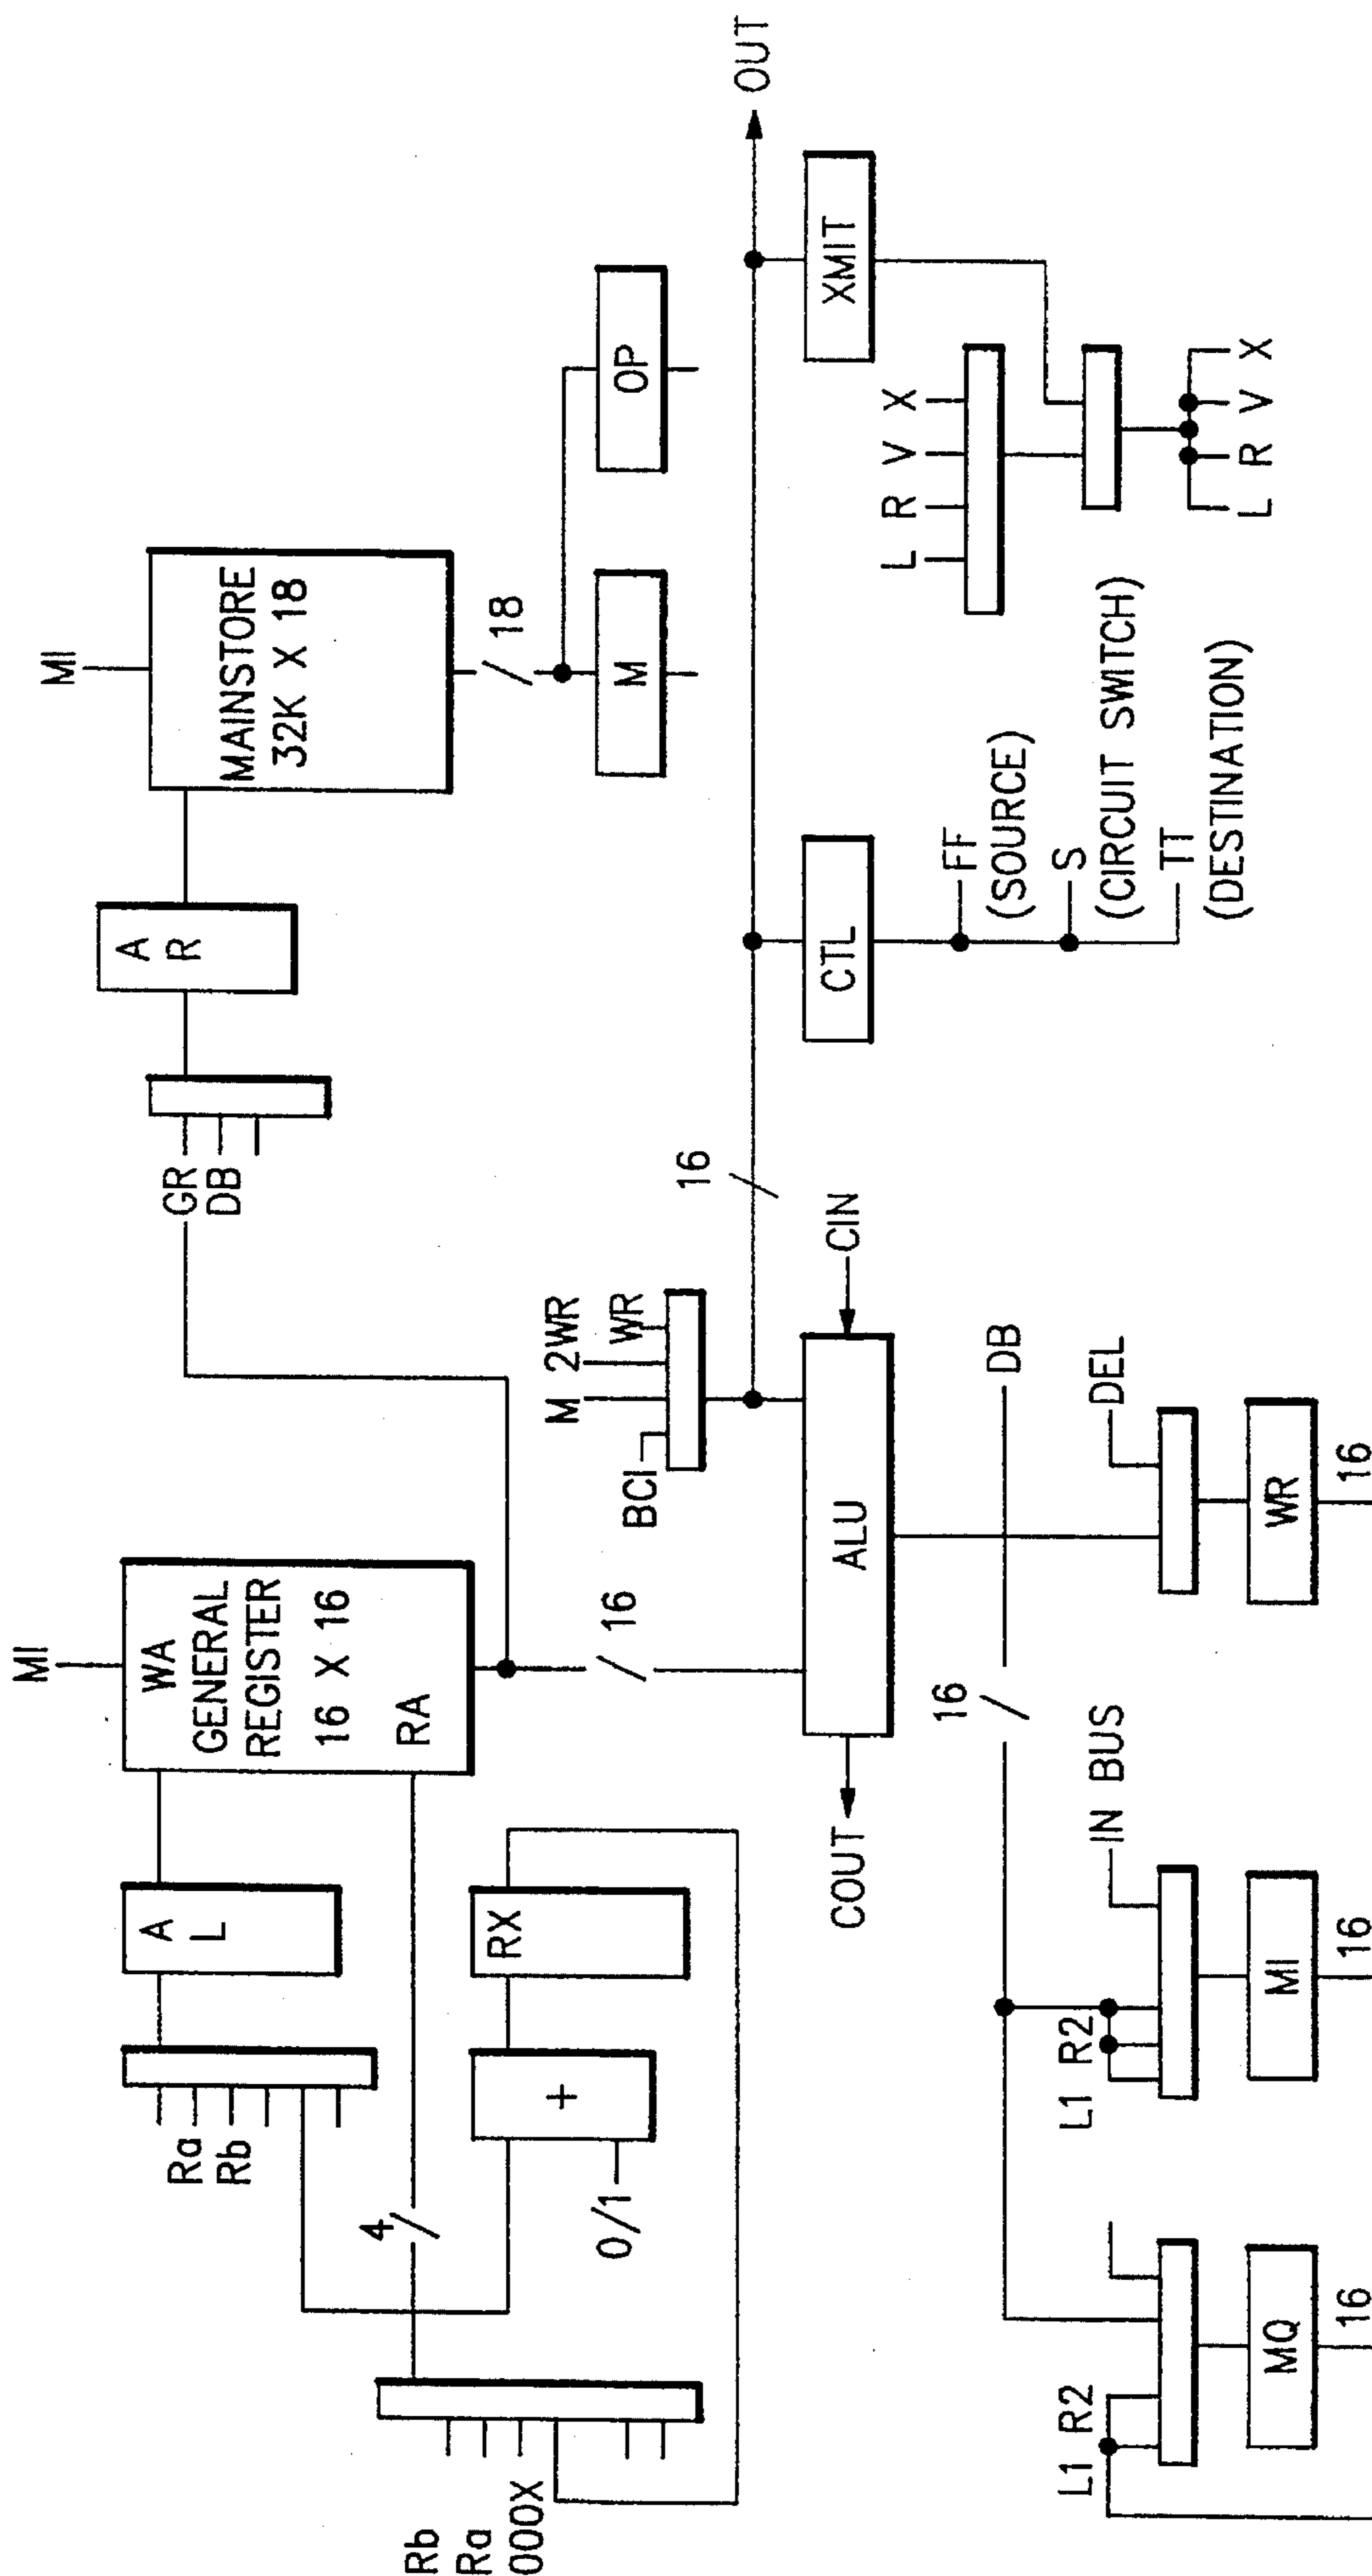 MI
WA
GENERAL
REGISTER
16 X 16
RA
A
L
Ra
Rb
4
RX
+
0/1
Rb
Ra
000X
GR
DB
A
R
MI
MAINSTORE
32K X 18
18
M
OP
16
BCI
M
2WR
WR
16
OUT
COUT
ALU
CIN
CTL
FF
(SOURCE)
S
(CIRCUIT SWITCH)
TT
(DESTINATION)
XMIT
L R V X
L R V X
16
DB
L1 R2
MQ
16
L1 R2
IN BUS
MI
16
DEL
WR
16